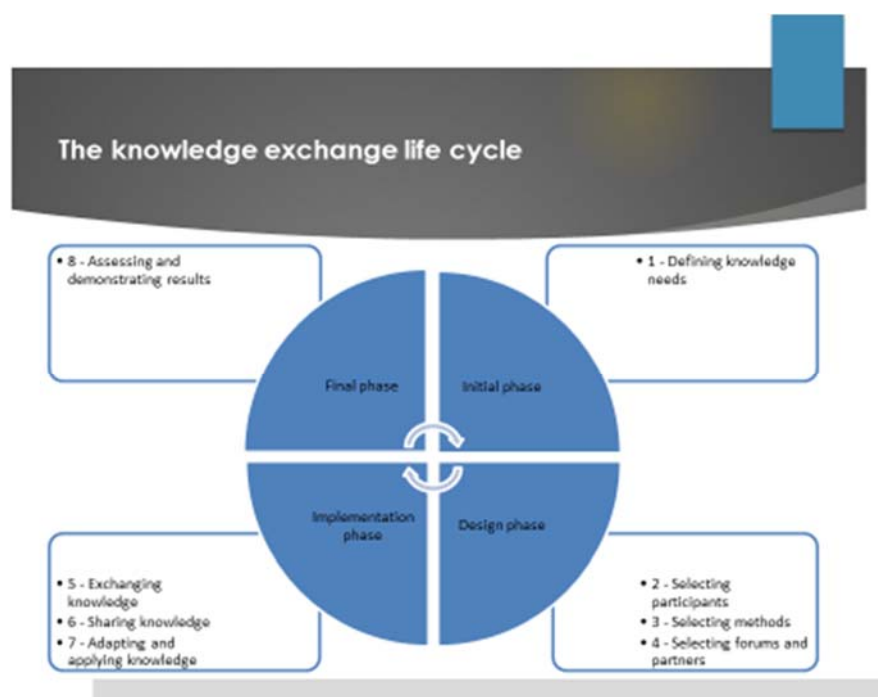 The knowledge exchange life cycle
• 8 - Assessing and
demonstrating results
• 1 - Defining knowledge
needs
Final phase
Initial phase
Implementation
phase
Design phase
• 5 - Exchanging
knowledge
• 6 - Sharing knowledge
• 7 - Adapting and
applying knowledge
• 2 - Selecting
participants
• 3 - Selecting methods
• 4 - Selecting forums and
partners